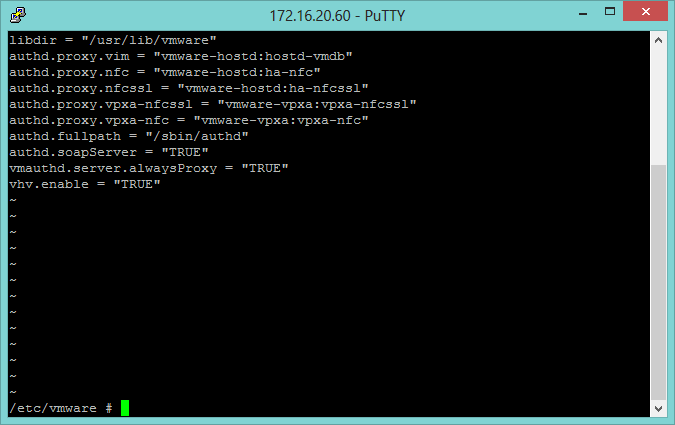 172.16.20.60 - PuTTY
libdir = "/usr/lib/vmware"
authd.proxy.vim = "vmware-hostd:hostd-vmdb"
authd.proxy.nfc = "vmware-hostd:ha-nfc"
authd.proxy.nfcssl = "vmware-hostd:ha-nfcssl"
authd.proxy.vpxa-nfcssl = "vmware-vpxa:vpxa-nfcssl"
authd.proxy.vpxa-nfc = "vmware-vpxa:vpxa-nfc"
authd.fullpath = "/sbin/authd"
authd.soapServer = "TRUE"
vmauthd.server.alwaysProxy = "TRUE"
vhv.enable = "TRUE"
~
~
~
~
~
~
~
~
~
~
~
~
~
/etc/vmware #